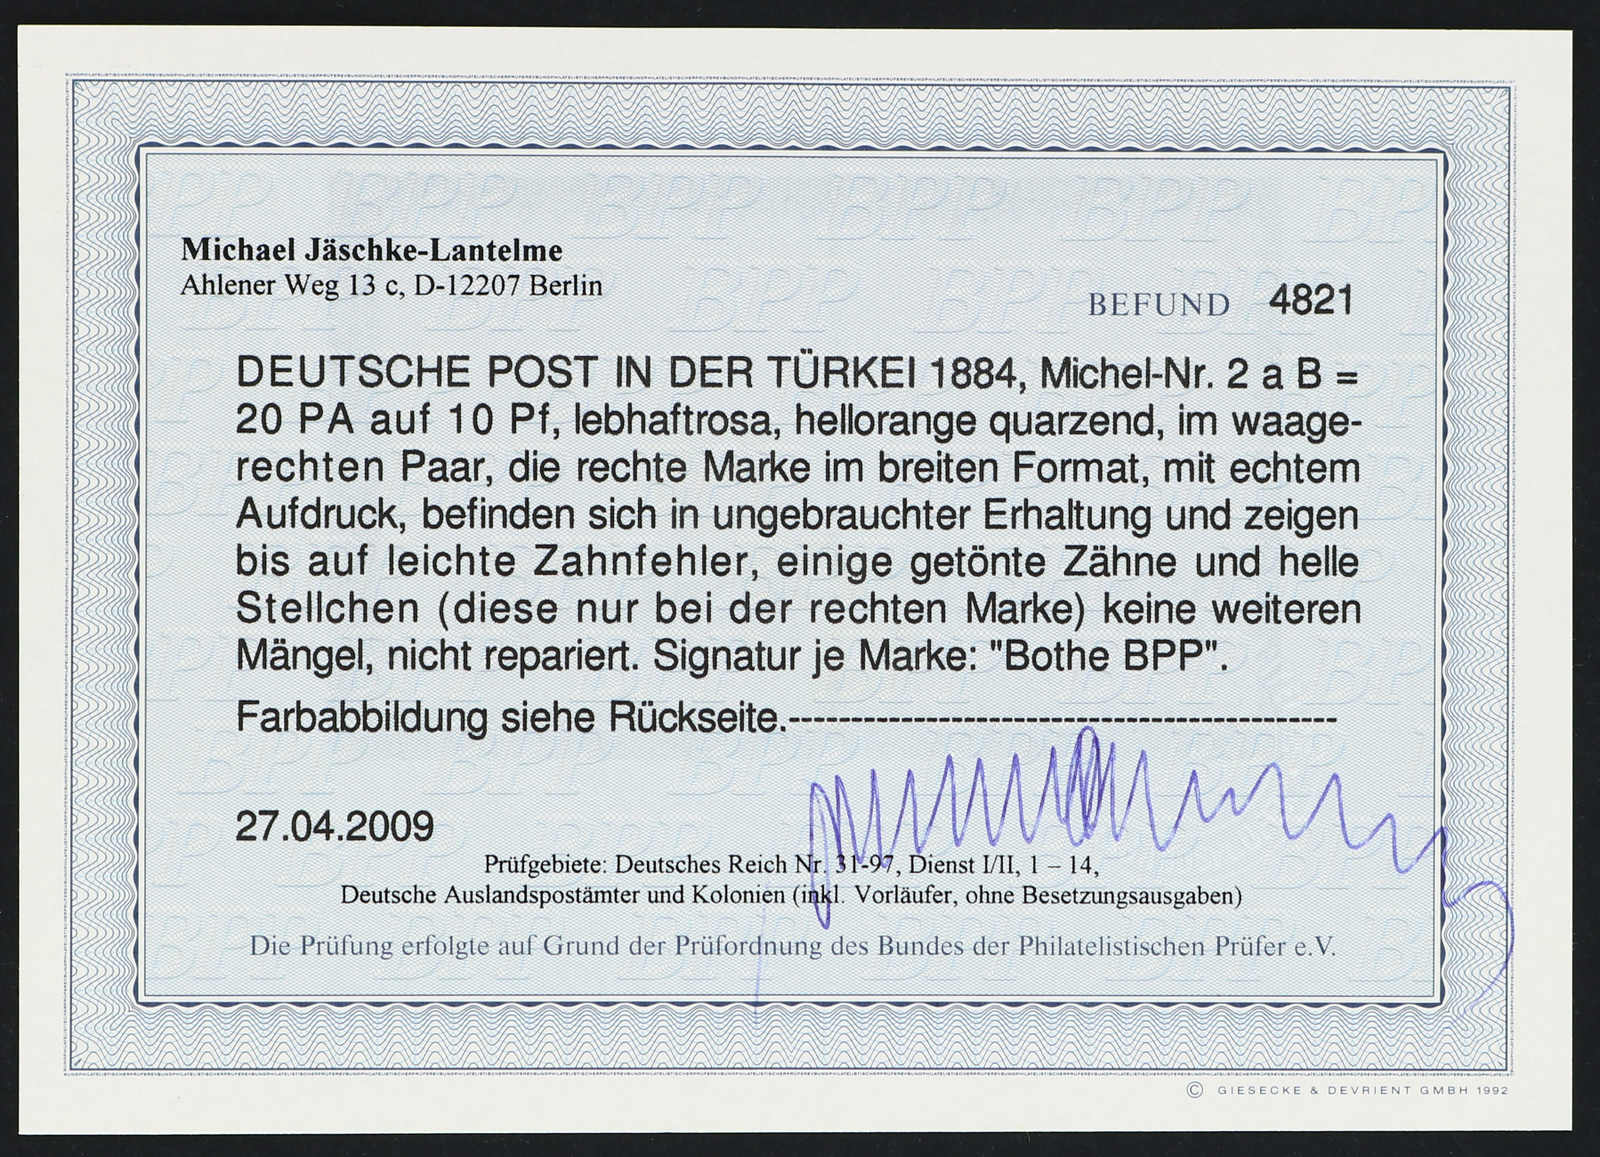 Michael Jäschke-Lantelme
Ahlener Weg 13 c, D-12207 Berlin
BEFUND 4821
DEUTSCHE POST IN DER TÜRKEI 1884, Michel-Nr. 2 a B =
20 PA auf 10 Pf, lebhaftrosa, hellorange quarzend, im waage-
rechten Paar, die rechte Marke im breiten Format, mit echtem
Aufdruck, befinden sich in ungebrauchter Erhaltung und zeigen
bis auf leichte Zahnfehler, einige getönte Zähne und helle
Stellchen (diese nur bei der rechten Marke) keine weiteren
Mängel, nicht repariert. Signatur je Marke: "Bothe BPP".
Farbabbildung siehe Rückseite.--------------------------------------------
27.04.2009
Prüfgebiete: Deutsches Reich Nr. 31-97, Dienst I/II, 1 – 14,
Deutsche Auslandspostämter und Kolonien (inkl. Vorläufer, ohne Besetzungsausgaben)
Die Prüfung erfolgte auf Grund der Prüfordnung des Bundes der Philatelistischen Prüfer e.V.
© GIESECKE & DEVRIENT GMBH 1992